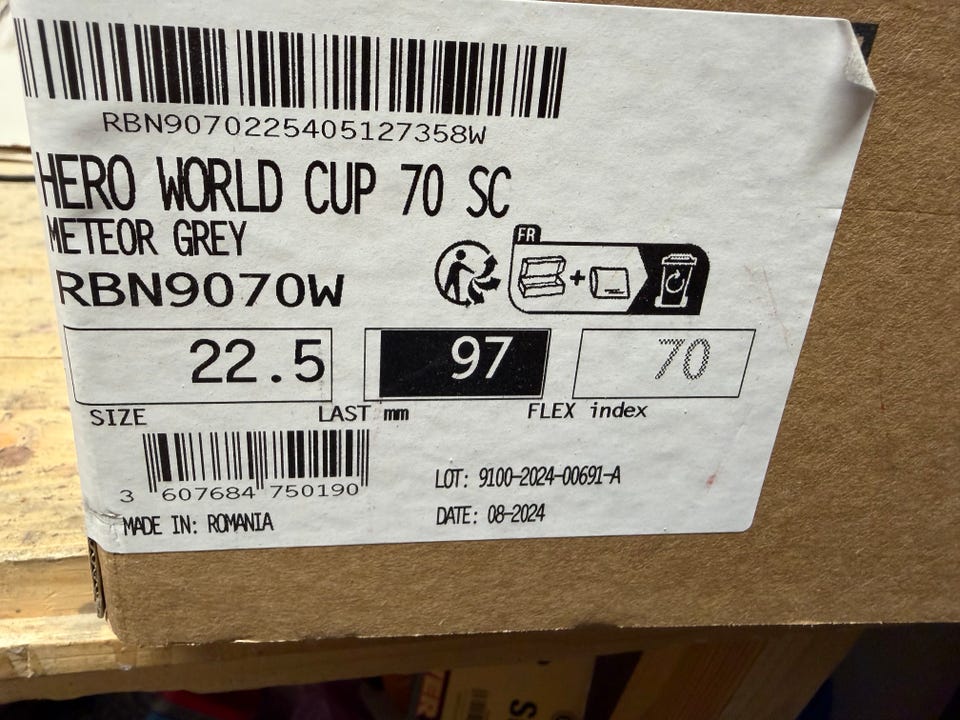 RBN9070225405127358W
HERO WORLD CUP 70 SC
METEOR GREY
RBN9070W
FR
22.5 97 70
SIZE LAST mm FLEX index
3 607684 750190
LOT: 9100-2024-00691-A
MADE IN: ROMANIA
DATE: 08-2024